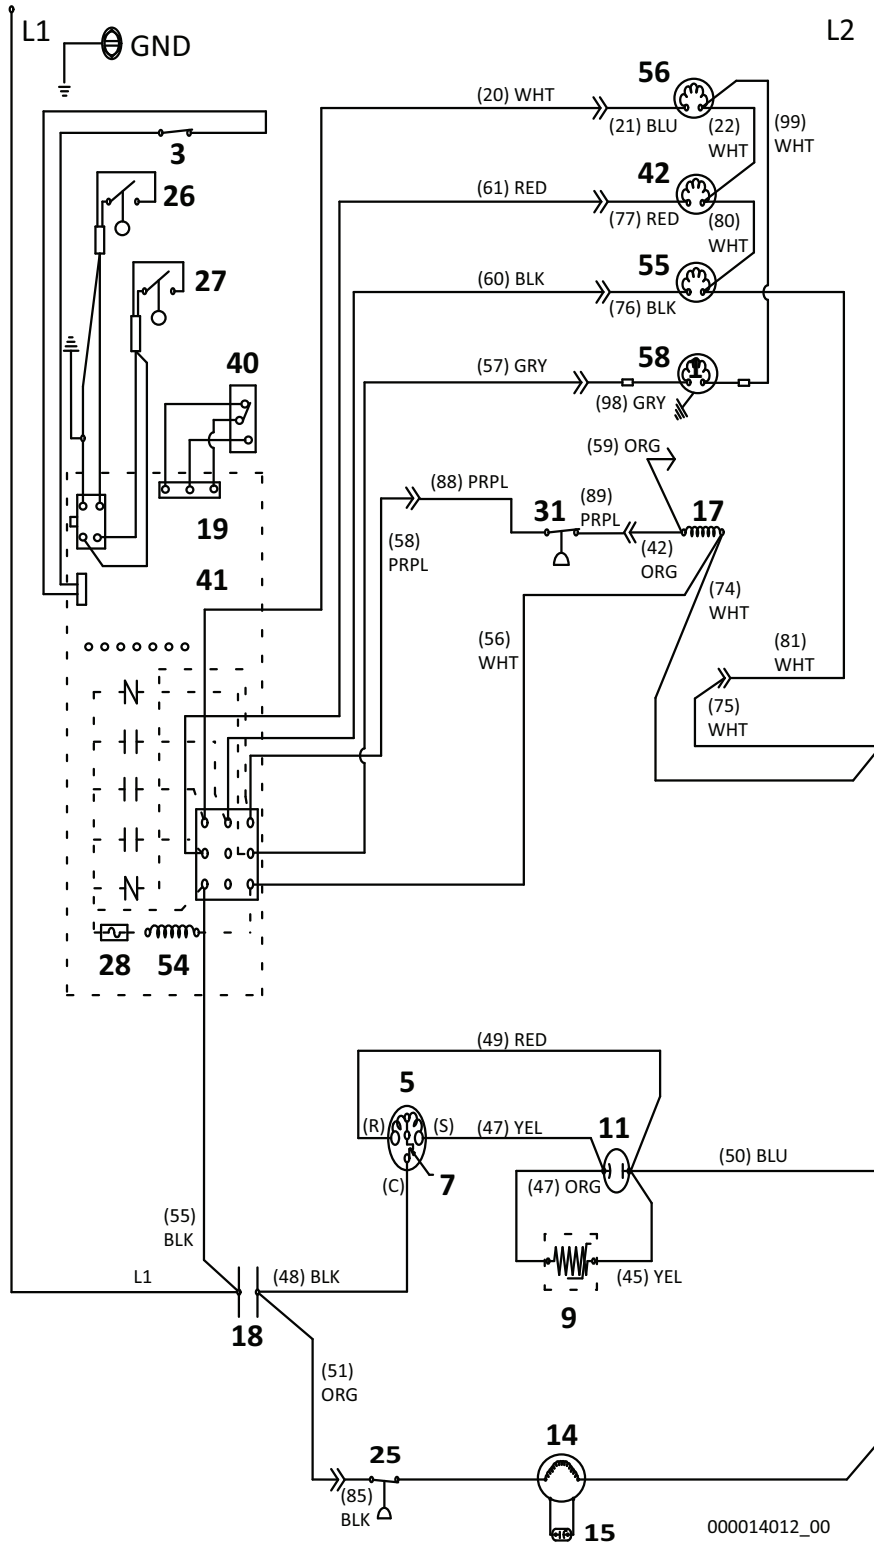 L1
GND
L2
56
(20) WHT
(21) BLU
(22)
WHT
(99)
WHT
3
26
42
(61) RED
(77) RED
(80)
WHT
27
55
(60) BLK
(76) BLK
40
58
(57) GRY
(98) GRY
(59) ORG
(88) PRPL
(89)
PRPL
31
17
19
(58)
PRPL
(42)
ORG
41
(74)
WHT
(56)
WHT
(81)
WHT
(75)
WHT
28
54
(49) RED
5
(R)
(S)
(47) YEL
11
(50) BLU
(C)
7
(47) ORG
(55)
BLK
L1
(48) BLK
(45) YEL
18
9
(51)
ORG
25
14
(85)
BLK
15
000014012_00